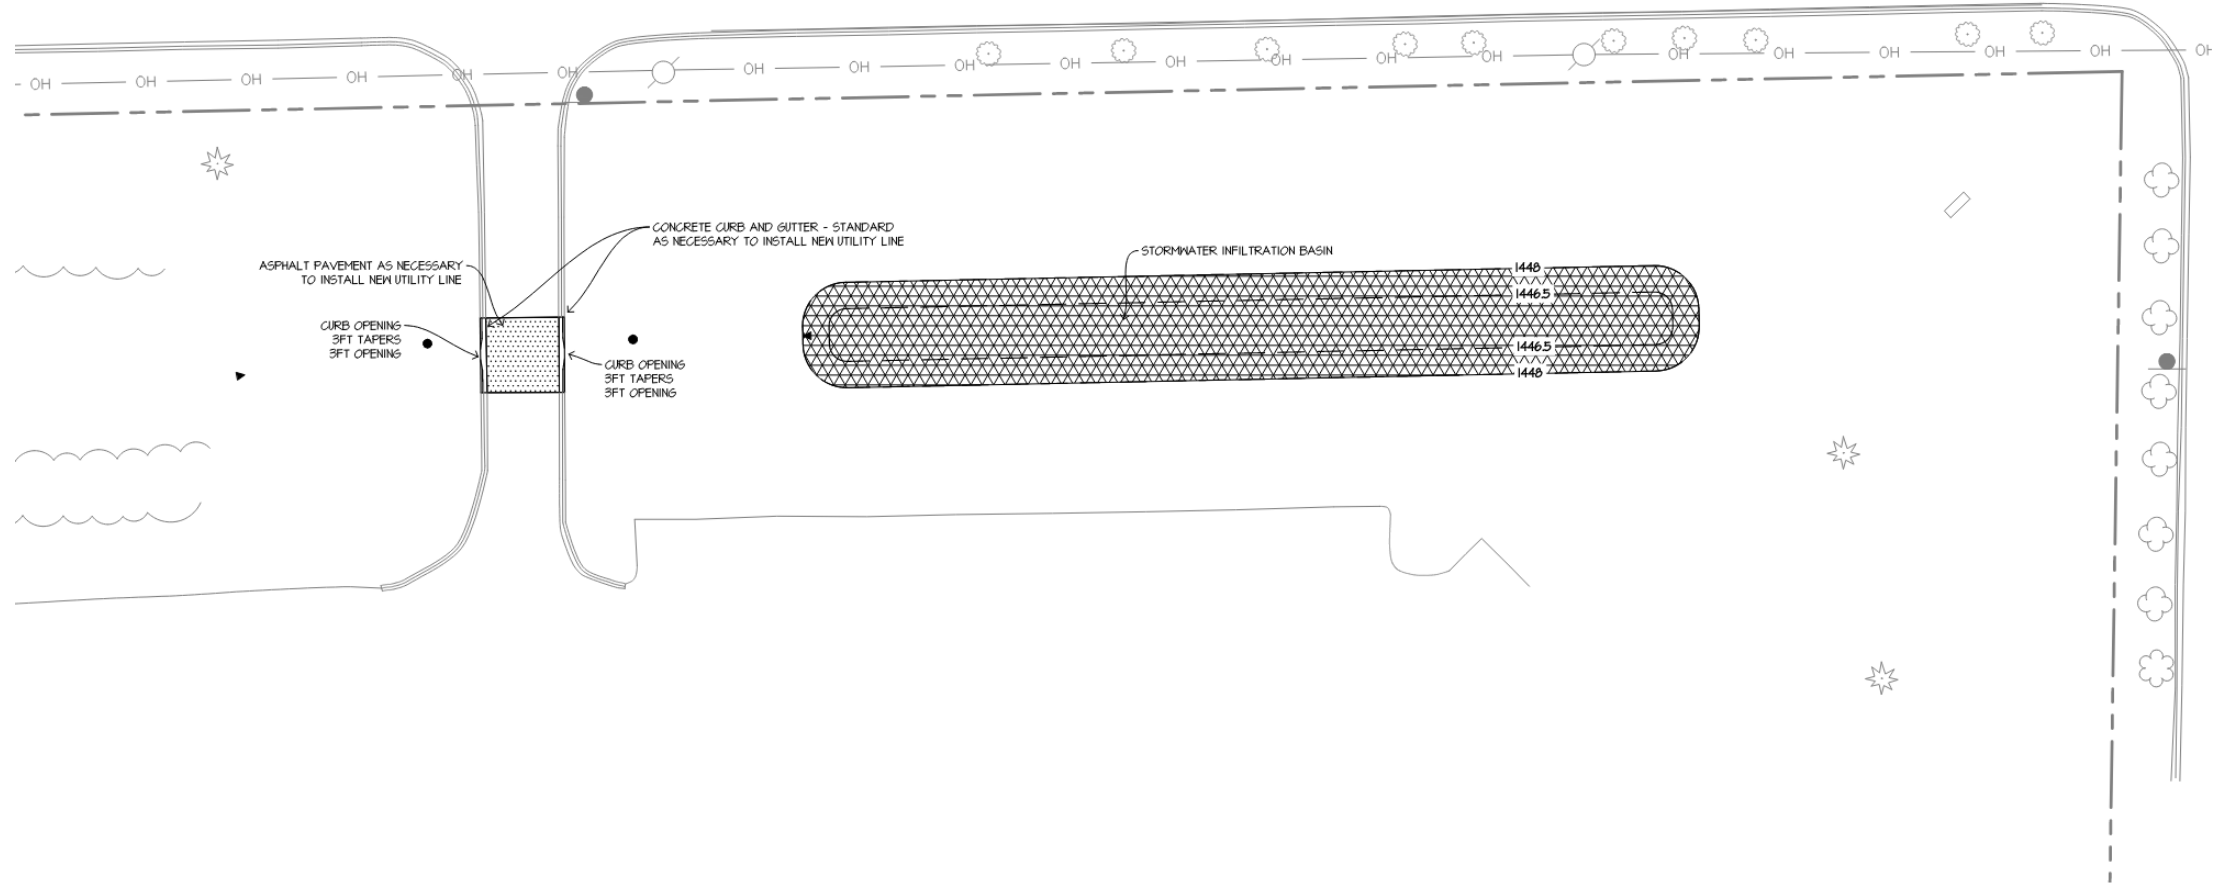 OH OH OH OH OH OH OH OH OH OH OH OH OH OH OH OH OH OH OH OH OH
CONCRETE CURB AND GUTTER - STANDARD
AS NECESSARY TO INSTALL NEW UTILITY LINE
STORMWATER INFILTRATION BASIN
ASPHALT PAVEMENT AS NECESSARY
TO INSTALL NEW UTILITY LINE
1448
1446.5
CURB OPENING
3FT TAPERS
3FT OPENING
1446.5
1448
CURB OPENING
3FT TAPERS
3FT OPENING